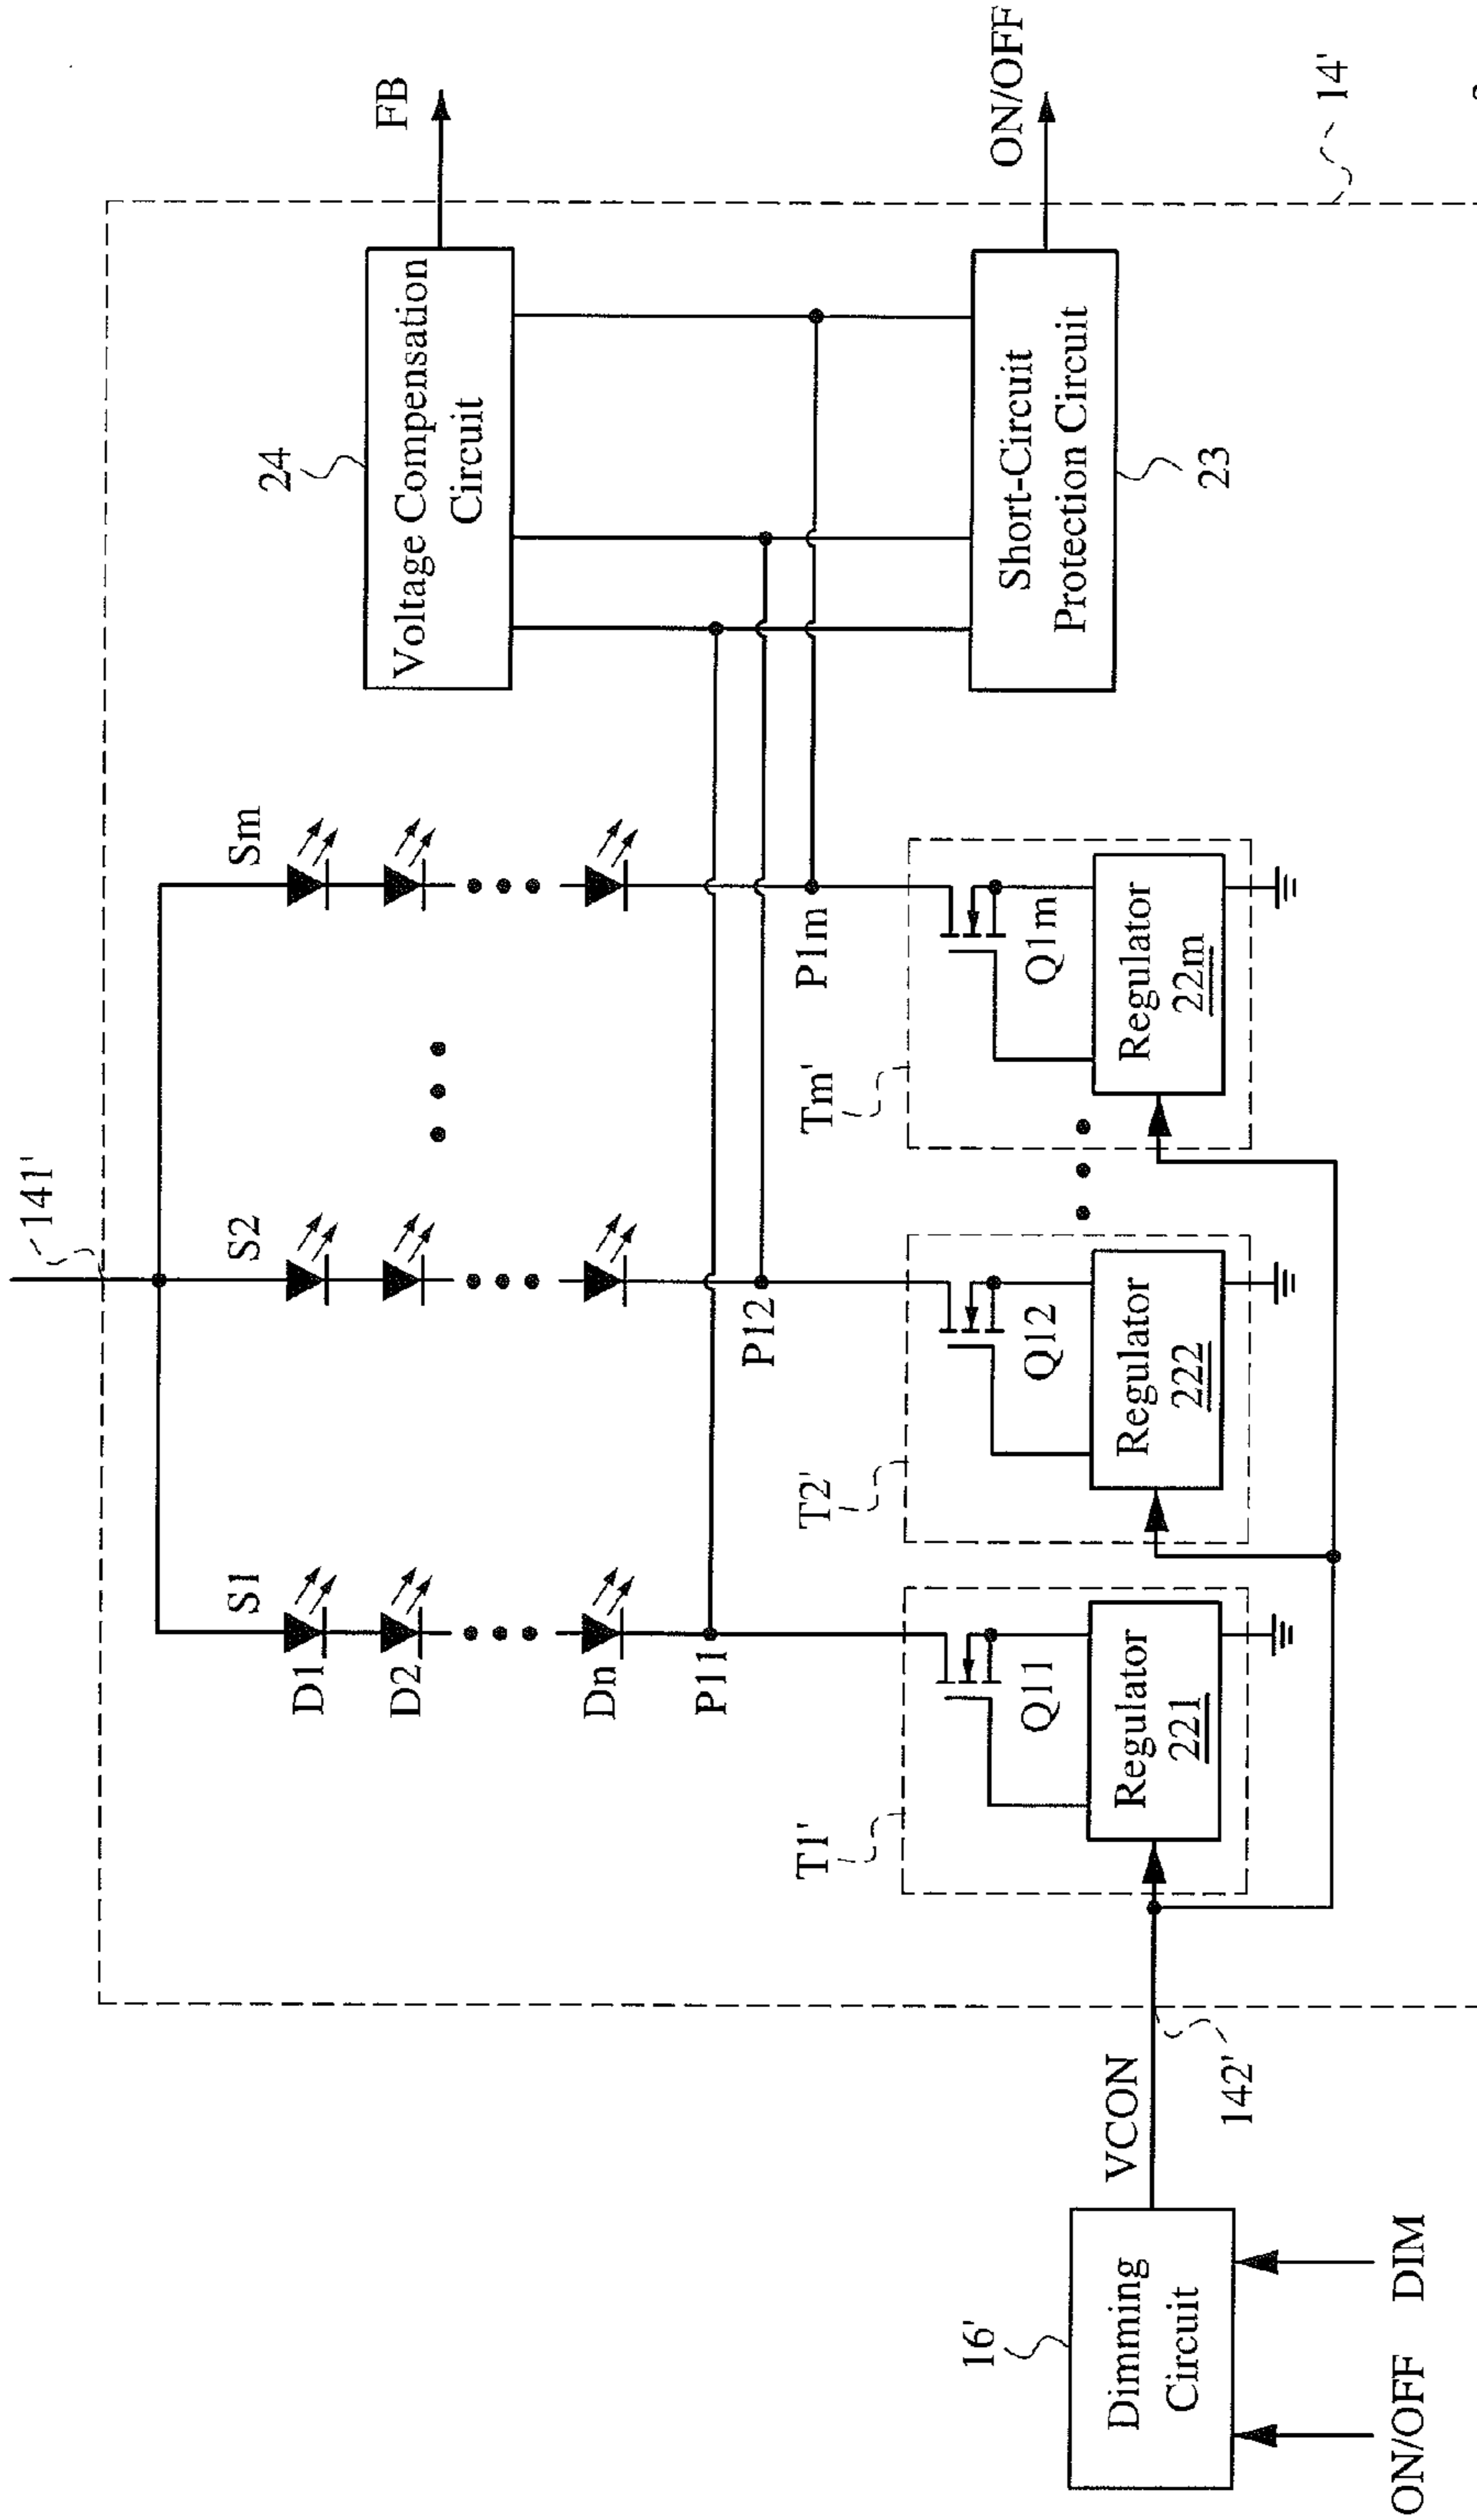 141'
S1
S2
Sm
D1
D2
Dn
P11
P12
P1m
24
Voltage Compensation
Circuit
FB
Short-Circuit
Protection Circuit
23
ON/OFF
14'
T1'
Q11
Regulator
221
T2'
Q12
Regulator
222
Tm'
Q1m
Regulator
22m
16'
Dimming
Circuit
VCON
142'
ON/OFF
DIM